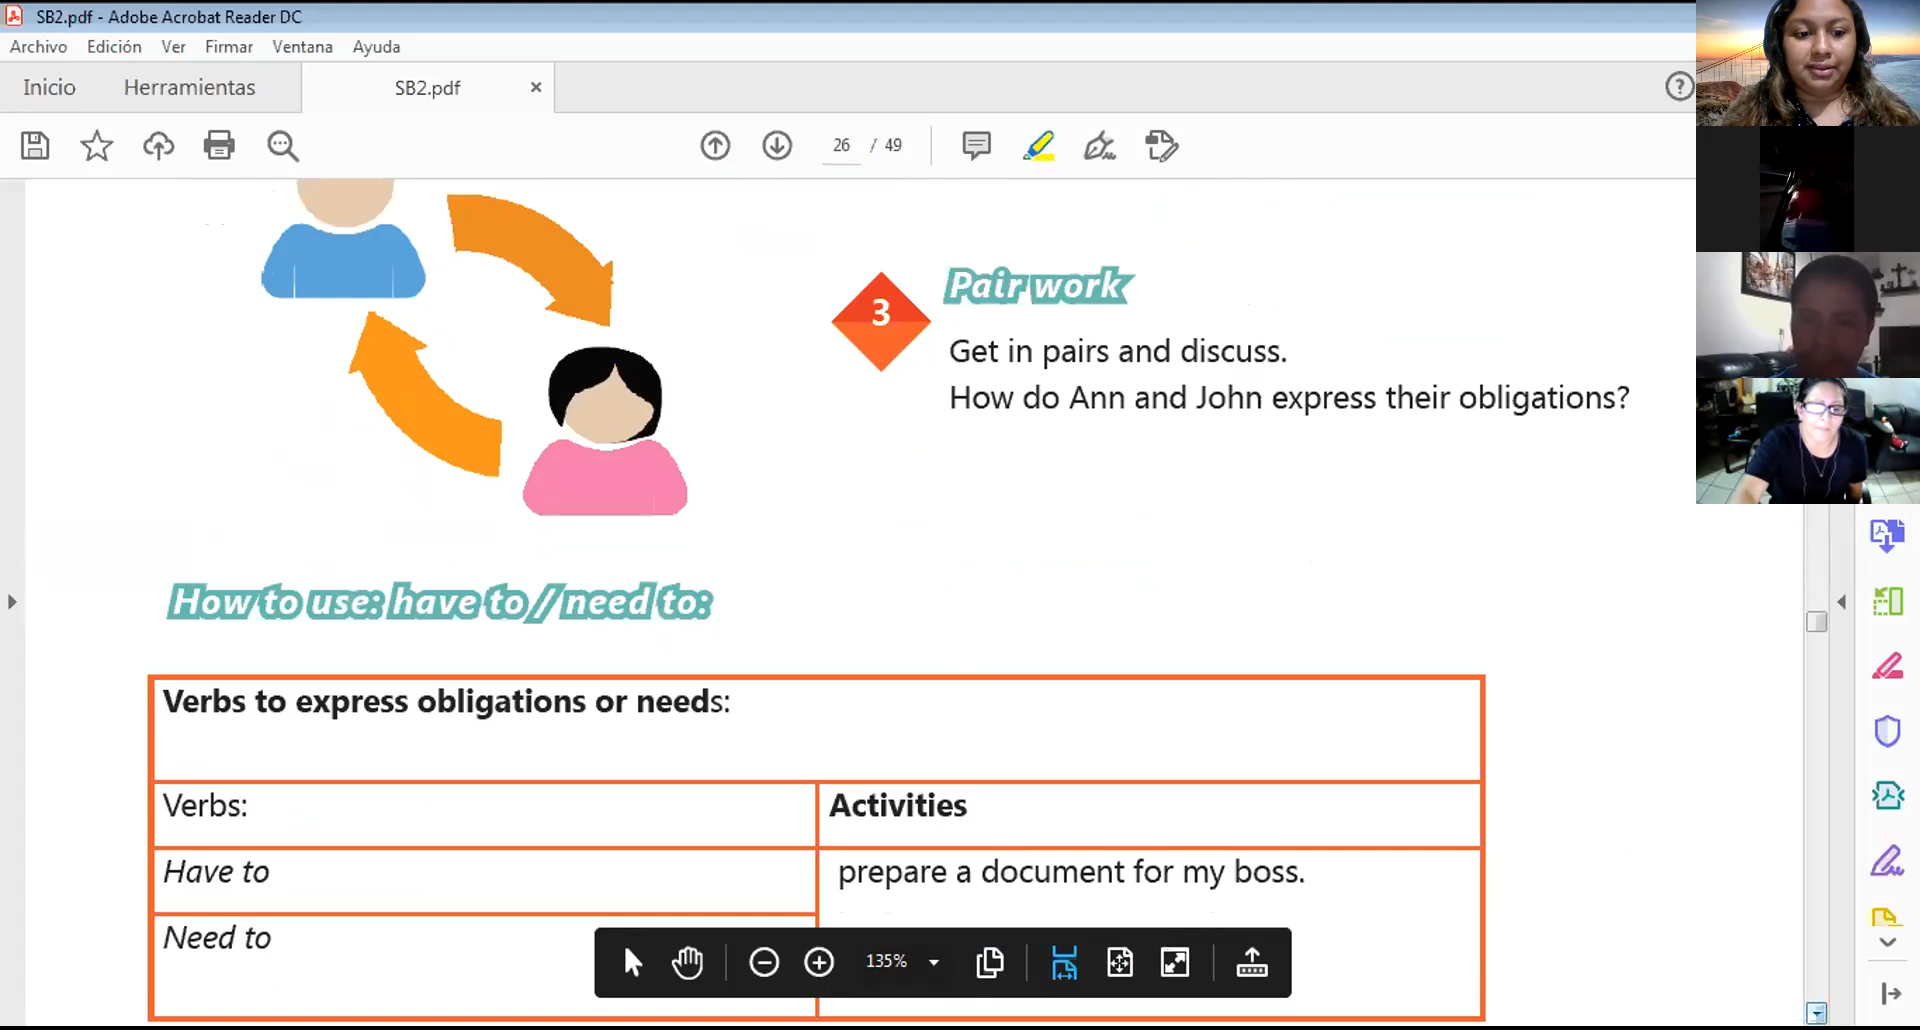 SB2.pdf - Adobe Acrobat Reader DC
Archivo Edición Ver Firmar Ventana Ayuda
Inicio Herramientas SB2.pdf ×
26 / 49
3
Pair work
Get in pairs and discuss.
How do Ann and John express their obligations?
How to use: have to / need to:
Verbs to express obligations or needs:
Verbs: Activities
Have to prepare a document for my boss.
Need to
135%